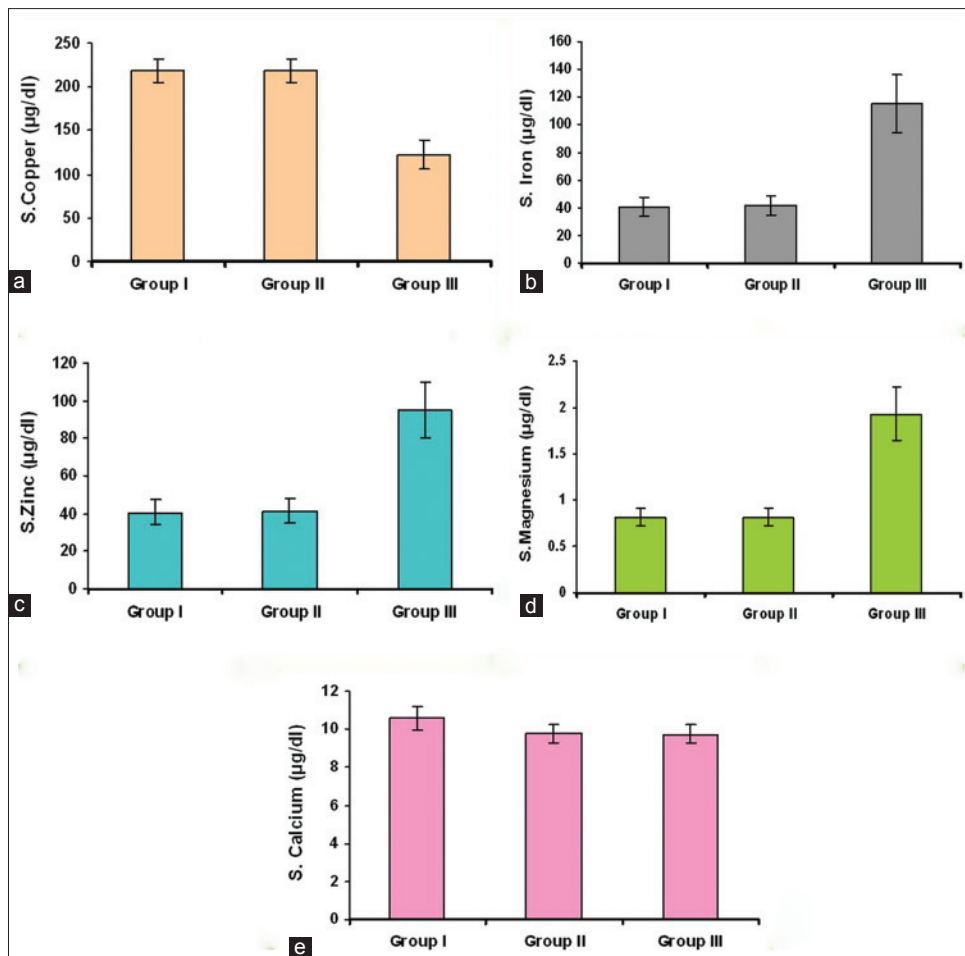 250
200
150
100
50
0
S.Copper (µg/dl)
Group I Group II Group III
a
160
140
120
100
80
60
40
20
0
S. Iron (µg/dl)
Group I Group II Group III
b
120
100
80
60
40
20
0
S.Zinc (µg/dl)
Group I Group II Group III
c
2.5
2
1.5
1
0.5
0
S.Magnesium (µg/dl)
Group I Group II Group III
d
12
10
8
6
4
2
0
S. Calcium (µg/dl)
Group I Group II Group III
e